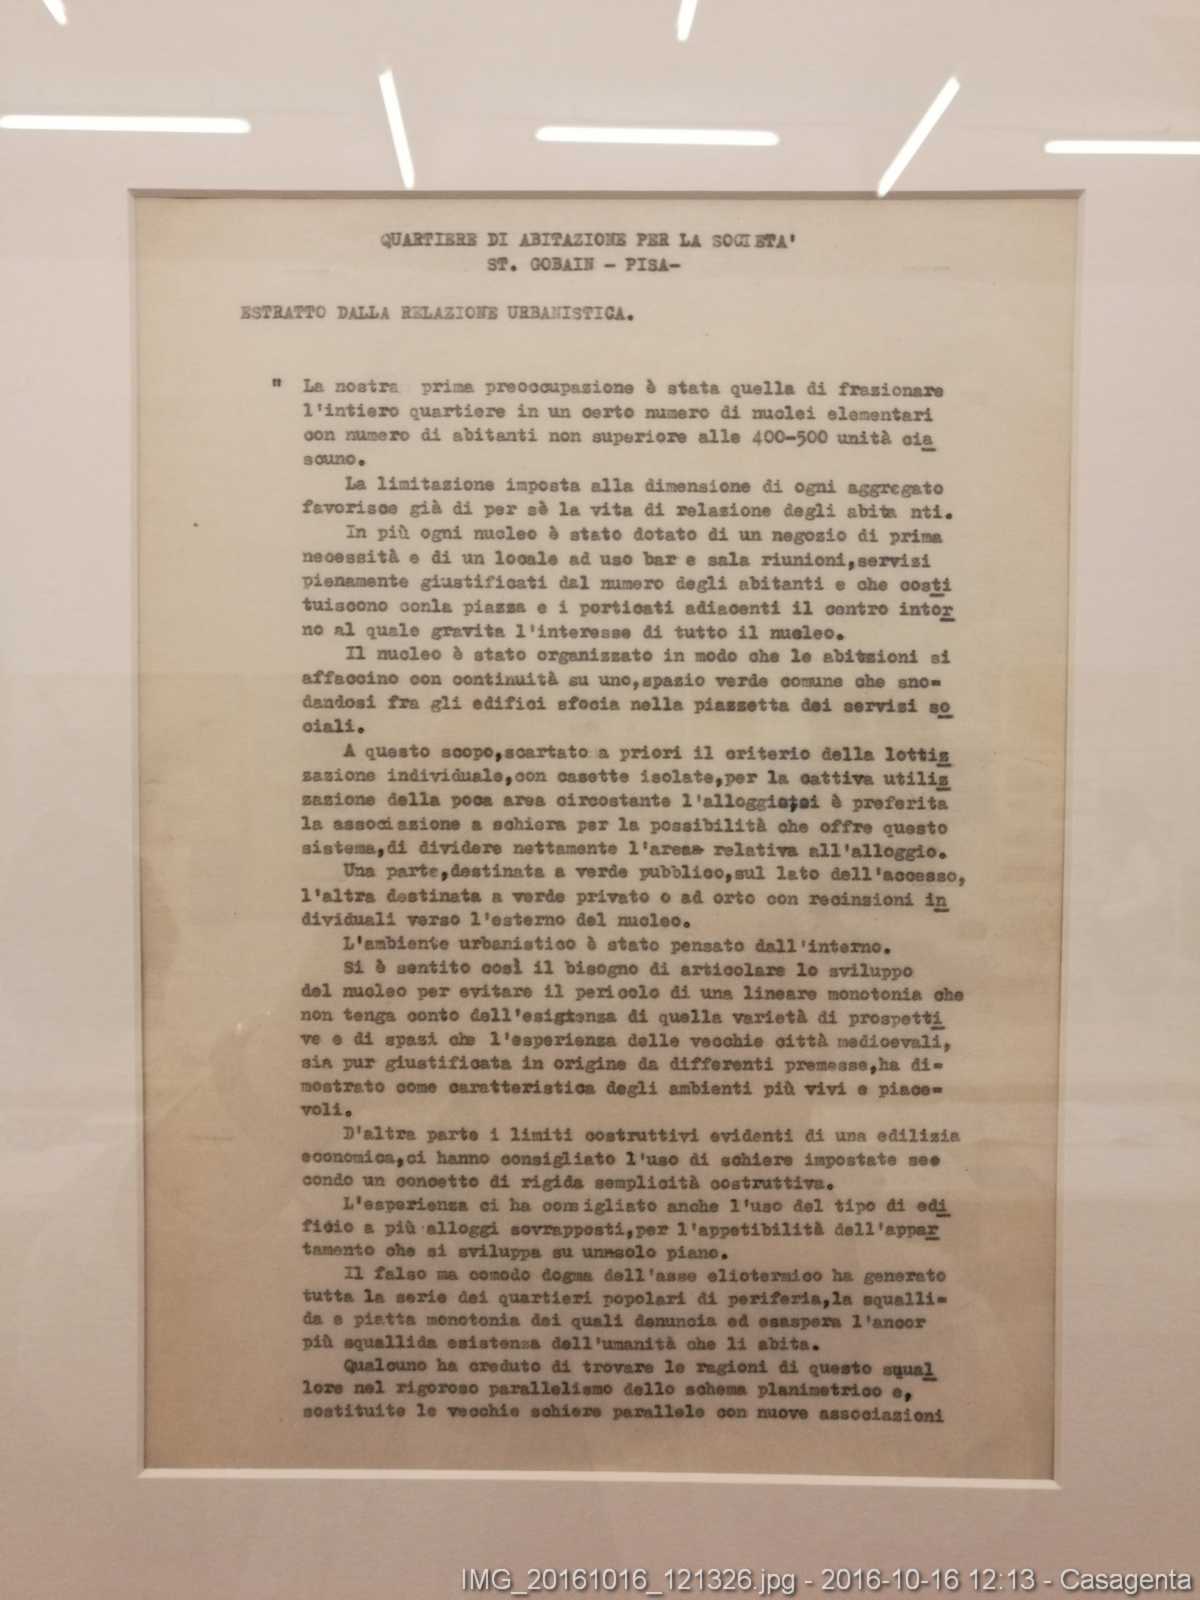 QUARTIERE DI ABITAZIONE PER LA SOCIETA'
ST. GOBAIN - PISA-
ESTRATTO DALLA RELAZIONE URBANISTICA.
" La nostra prima preoccupazione è stata quella di frazionare
l'intiero quartiere in un certo numero di nuclei elementari
con numero di abitanti non superiore alle 400-500 unità cia
scuno.
La limitazione imposta alla dimensione di ogni aggregato
favorisce già di per sè la vita di relazione degli abita nti.
In più ogni nucleo è stato dotato di un negozio di prima
necessità e di un locale ad uso bar e sala riunioni,servizi
pienamente giustificati dal numero degli abitanti e che costi
tuiscono conla piazza e i porticati adiacenti il centro intor
no al quale gravita l'interesse di tutto il nucleo.
Il nucleo è stato organizzato in modo che le abitzioni si
affaccino con continuità su uno,spazio verde comune che sno=
dandosi fra gli edifici sfocia nella piazzetta dei servizi so
ciali.
A questo scopo,scartato a priori il criterio della lottiz
zazione individuale,con casette isolate,per la cattiva utiliz
zazione della poca area circostante l'alloggio,si è preferita
la associazione a schiera per la possibilità che offre questo
sistema,di dividere nettamente l'area relativa all'alloggio.
Una parte,destinata a verde pubblico,sul lato dell'accesso,
l'altra destinata a verde privato o ad orto con recinzioni in
dividuali verso l'esterno del nucleo.
L'ambiente urbanistico è stato pensato dall'interno.
Si è sentito così il bisogno di articolare lo sviluppo
del nucleo per evitare il pericolo di una lineare monotonia che
non tenga conto dell'esigtenza di quella varietà di prospetti
ve e di spazi che l'esperienza delle vecchie città medioevali,
sia pur giustificata in origine da differenti premesse,ha di=
mostrato come caratteristica degli ambienti più vivi e piace=
voli.
D'altra parte i limiti costruttivi evidenti di una edilizia
economica,ci hanno consigliato l'uso di schiere impostate se=
condo un concetto di rigida semplicità costruttiva.
L'esperienza ci ha consigliato anche l'uso del tipo di edi
ficio a più alloggi sovrapposti,per l'appetibilità dell'appar
tamento che si sviluppa su un solo piano.
Il falso ma comodo dogma dell'asse eliotermico ha generato
tutta la serie dei quartieri popolari di periferia,la squalli=
da e piatta monotonia dei quali denuncia ed esaspera l'ancor
più squallida esistenza dell'umanità che li abita.
Qualcuno ha creduto di trovare le ragioni di questo squal
lore nel rigoroso parallelismo dello schema planimetrico e,
sostituite le vecchie schiere parallele con nuove associazioni
IMG_20161016_121326.jpg - 2016-10-16 12:13 - Casagenta